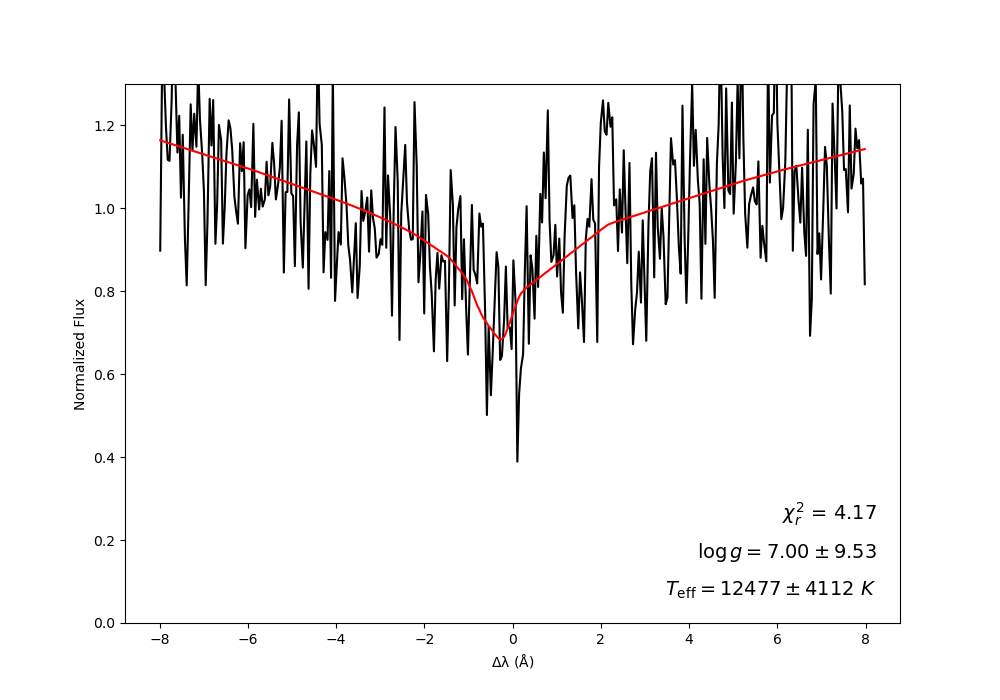 1.2
1.0
0.8
0.6
0.4
0.2
0.0
Normalized Flux
χ²ᵣ = 4.17
log g = 7.00 ± 9.53
T_eff = 12477 ± 4112 K
−8 −6 −4 −2 0 2 4 6 8
Δλ (Å)